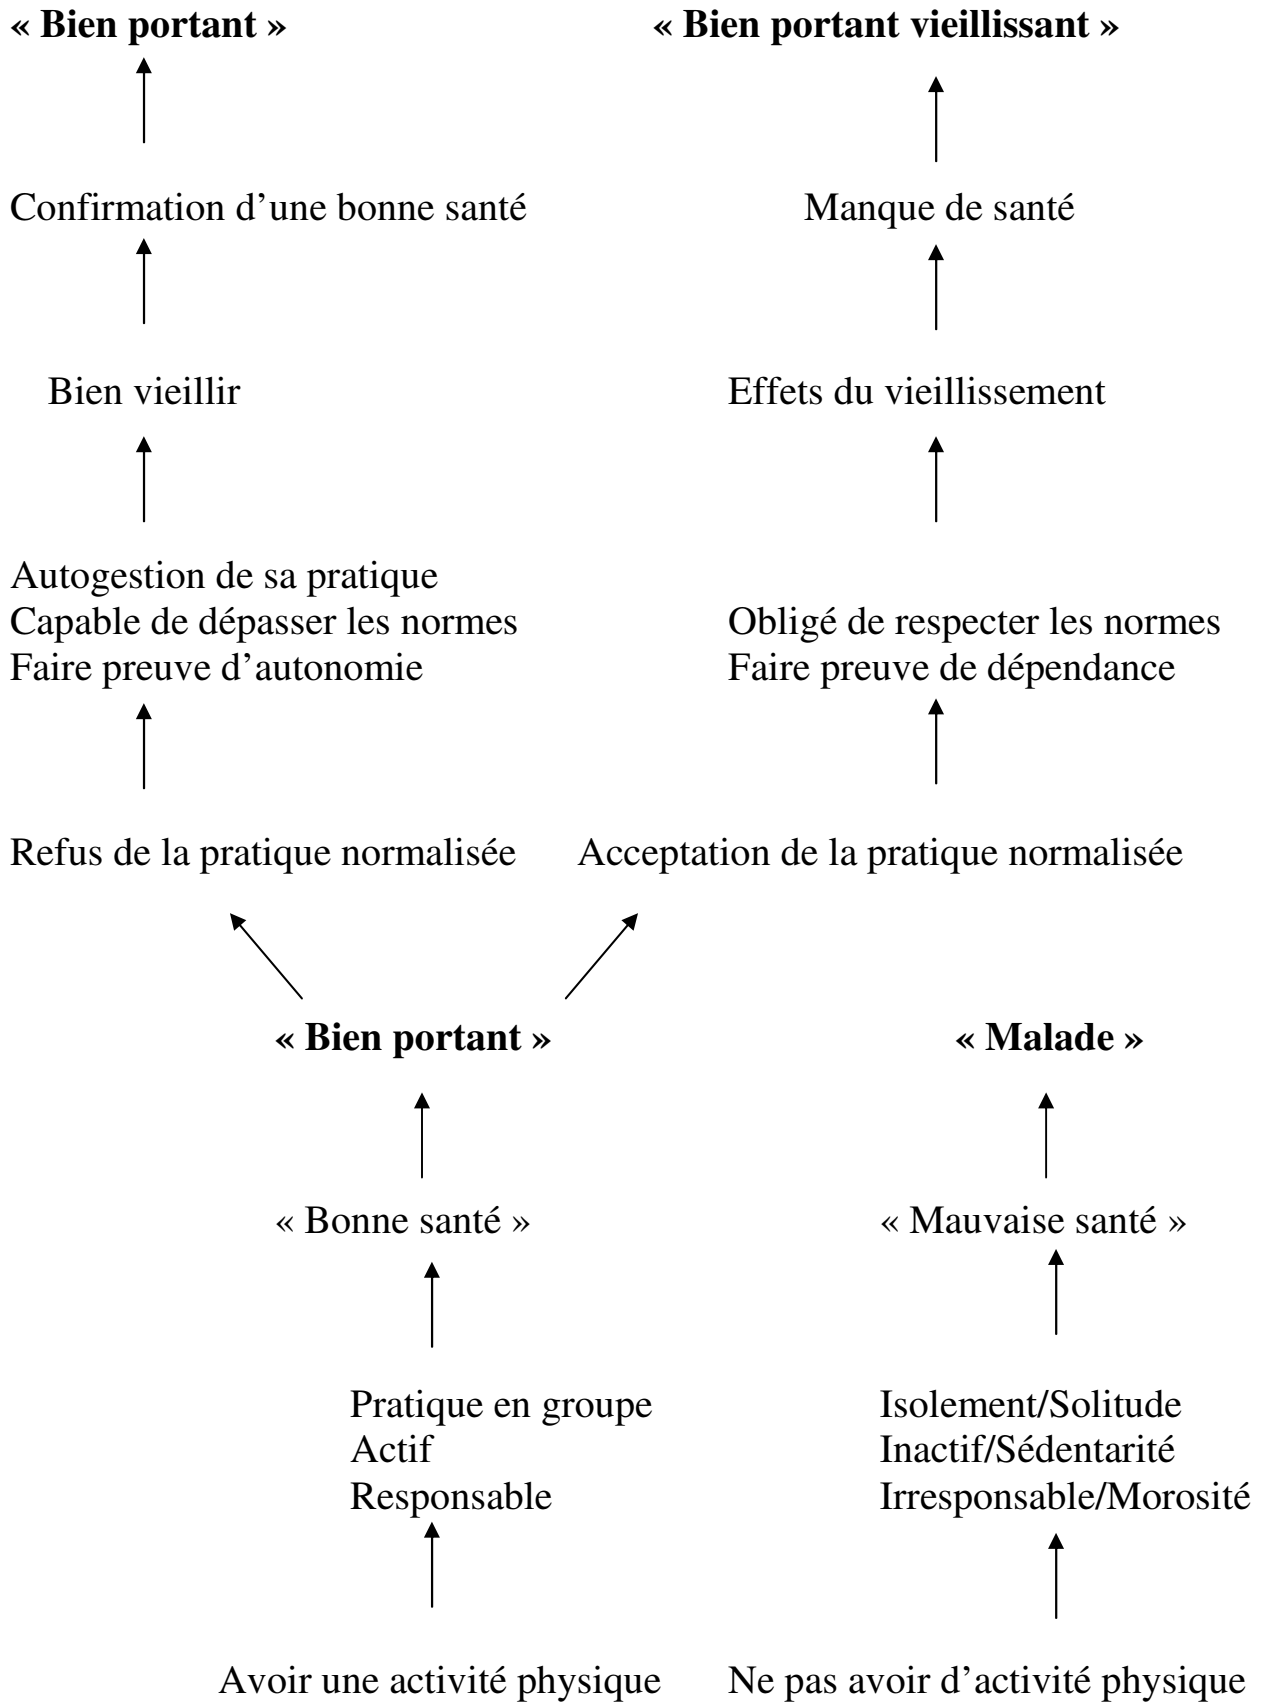 « Bien portant »
« Bien portant vieillissant »
Confirmation d’une bonne santé
Manque de santé
Bien vieillir
Effets du vieillissement
Autogestion de sa pratique
Capable de dépasser les normes
Faire preuve d’autonomie
Obligé de respecter les normes
Faire preuve de dépendance
Refus de la pratique normalisée
Acceptation de la pratique normalisée
« Bien portant »
« Malade »
« Bonne santé »
« Mauvaise santé »
Pratique en groupe
Actif
Responsable
Isolement/Solitude
Inactif/Sédentarité
Irresponsable/Morosité
Avoir une activité physique
Ne pas avoir d’activité physique